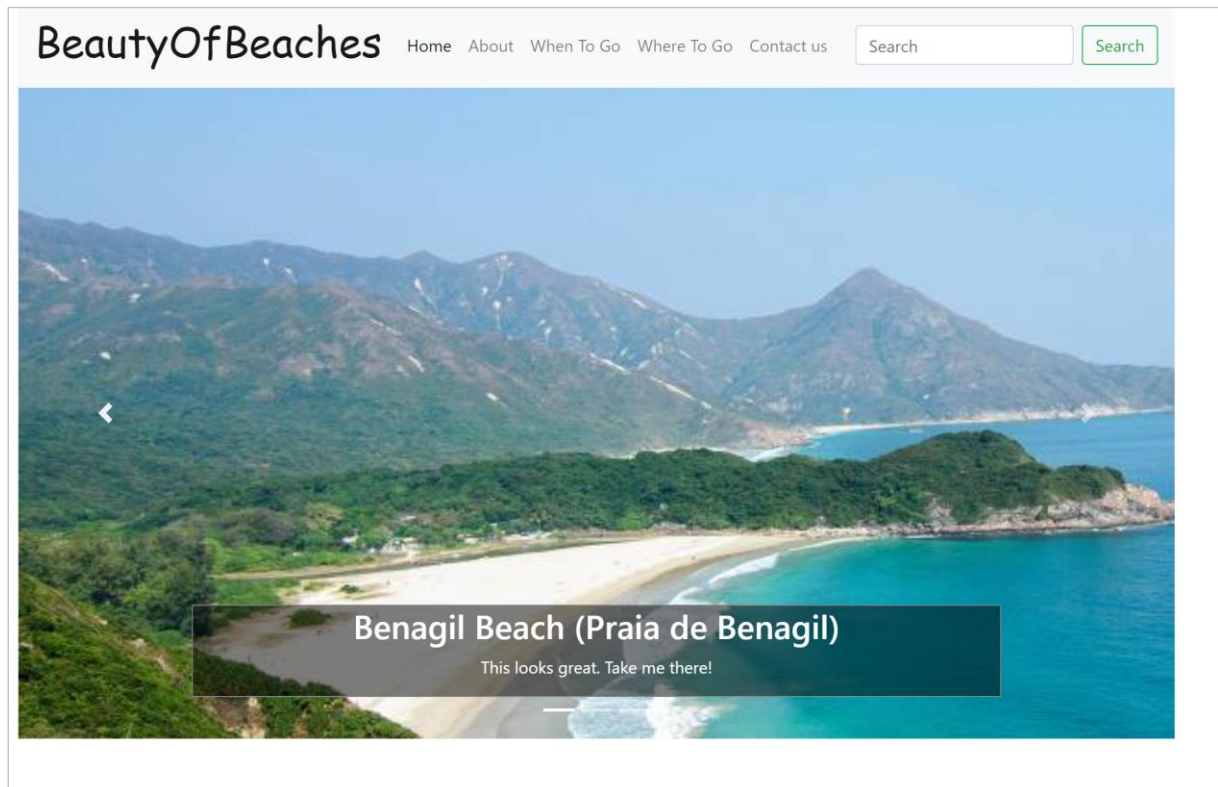 BeautyOfBeaches Home About When To Go Where To Go Contact us Search Search
Benagil Beach (Praia de Benagil)
This looks great. Take me there!